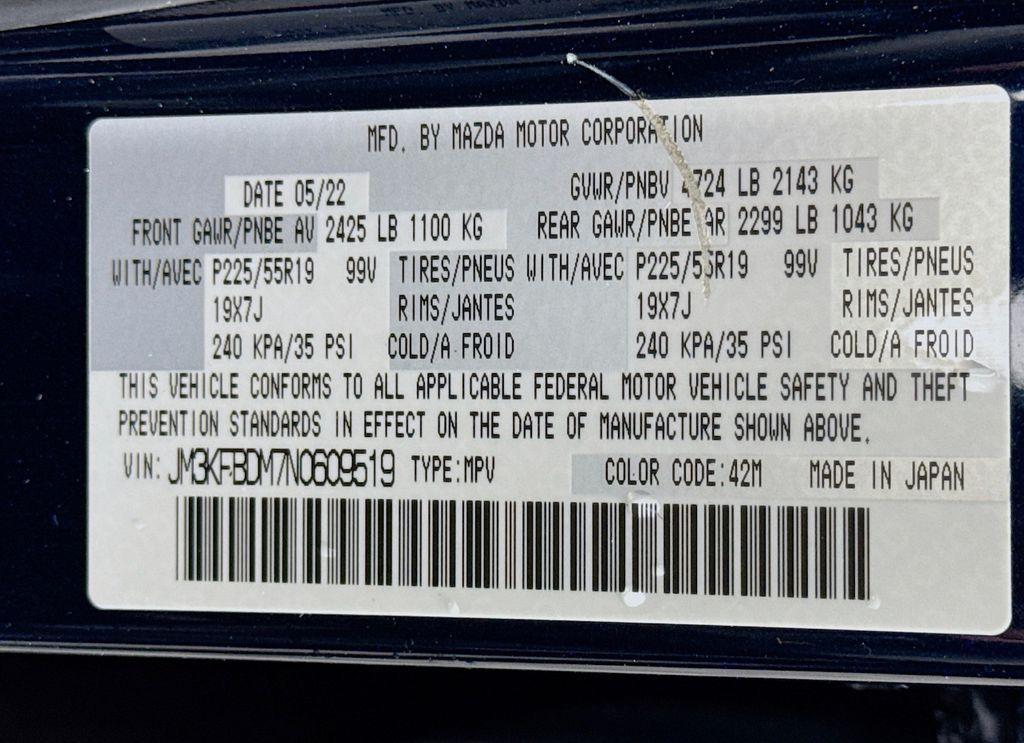 MFD. BY MAZDA MOTOR CORPORATION
DATE 05/22 GVWR/PNBV 4724 LB 2143 KG
FRONT GAWR/PNBE AV 2425 LB 1100 KG REAR GAWR/PNBE AR 2299 LB 1043 KG
WITH/AVEC P225/55R19 99V TIRES/PNEUS WITH/AVEC P225/55R19 99V TIRES/PNEUS
19X7J RIMS/JANTES 19X7J RIMS/JANTES
240 KPA/35 PSI COLD/A FROID 240 KPA/35 PSI COLD/A FROID
THIS VEHICLE CONFORMS TO ALL APPLICABLE FEDERAL MOTOR VEHICLE SAFETY AND THEFT
PREVENTION STANDARDS IN EFFECT ON THE DATE OF MANUFACTURE SHOWN ABOVE.
VIN: JM3KFBDM7N0609519 TYPE:MPV COLOR CODE:42M MADE IN JAPAN